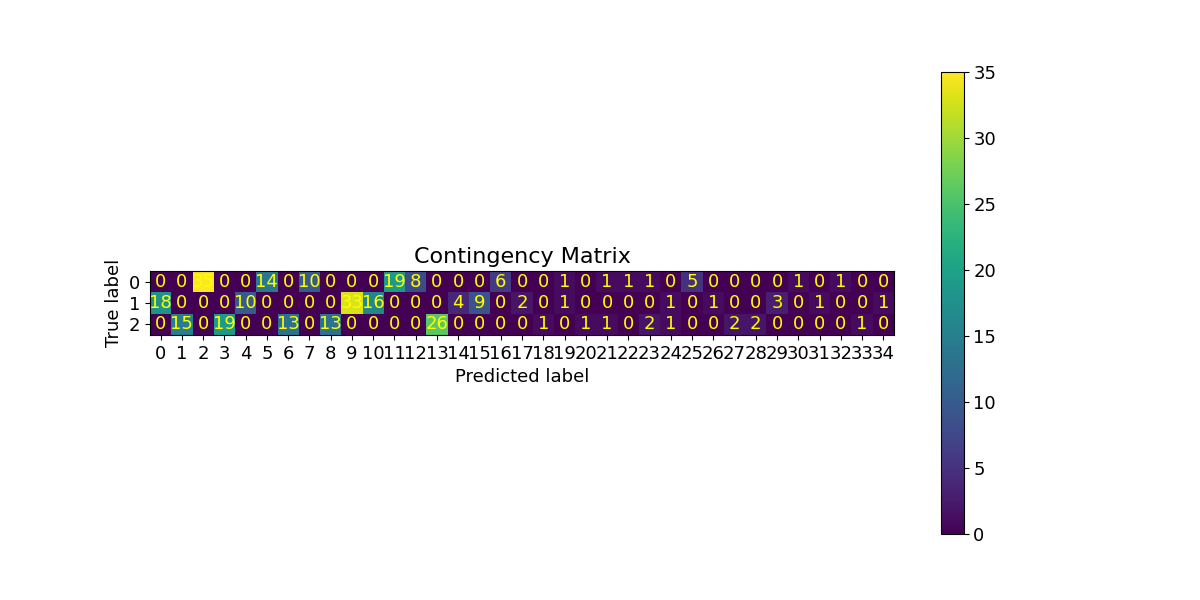 Contingency Matrix
True label
0 0 0 35 0 0 14 0 10 0 0 0 19 8 0 0 0 6 0 0 1 0 1 1 1 0 5 0 0 0 0 1 0 1 0 0
1 18 0 0 0 10 0 0 0 0 33 16 0 0 0 4 9 0 2 0 1 0 0 0 0 1 0 1 0 0 3 0 1 0 0 1
2 0 15 0 19 0 0 13 0 13 0 0 0 0 26 0 0 0 0 1 0 1 1 0 2 1 0 0 2 2 0 0 0 0 1 0
0 1 2 3 4 5 6 7 8 9 10 11 12 13 14 15 16 17 18 19 20 21 22 23 24 25 26 27 28 29 30 31 32 33 34
Predicted label
35
30
25
20
15
10
5
0